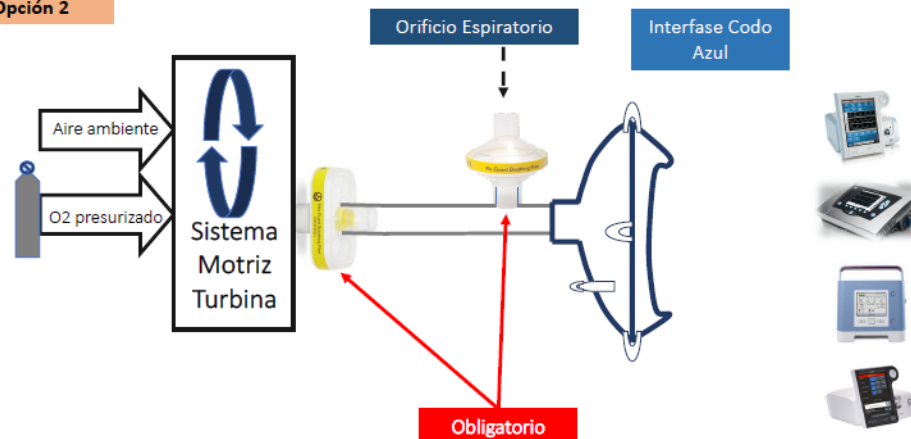 Opción 2
Orificio Espiratorio
Interfase Codo
Azul
Aire ambiente
O2 presurizado
Sistema
Motriz
Turbina
Obligatorio